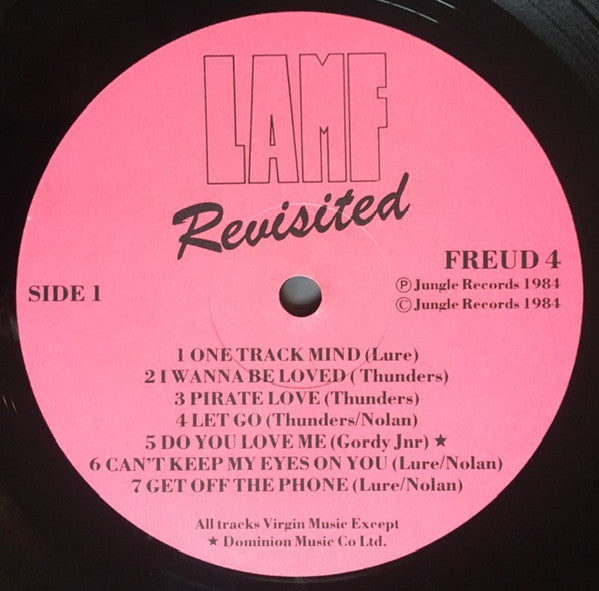 LAMF
Revisited
SIDE 1
FREUD 4
Ⓟ Jungle Records 1984
© Jungle Records 1984
1 ONE TRACK MIND (Lure)
2 I WANNA BE LOVED ( Thunders)
3 PIRATE LOVE (Thunders)
4 LET GO (Thunders/Nolan)
5 DO YOU LOVE ME (Gordy Jnr) ★
6 CAN'T KEEP MY EYES ON YOU (Lure/Nolan)
7 GET OFF THE PHONE (Lure/Nolan)
All tracks Virgin Music Except
★ Dominion Music Co Ltd.